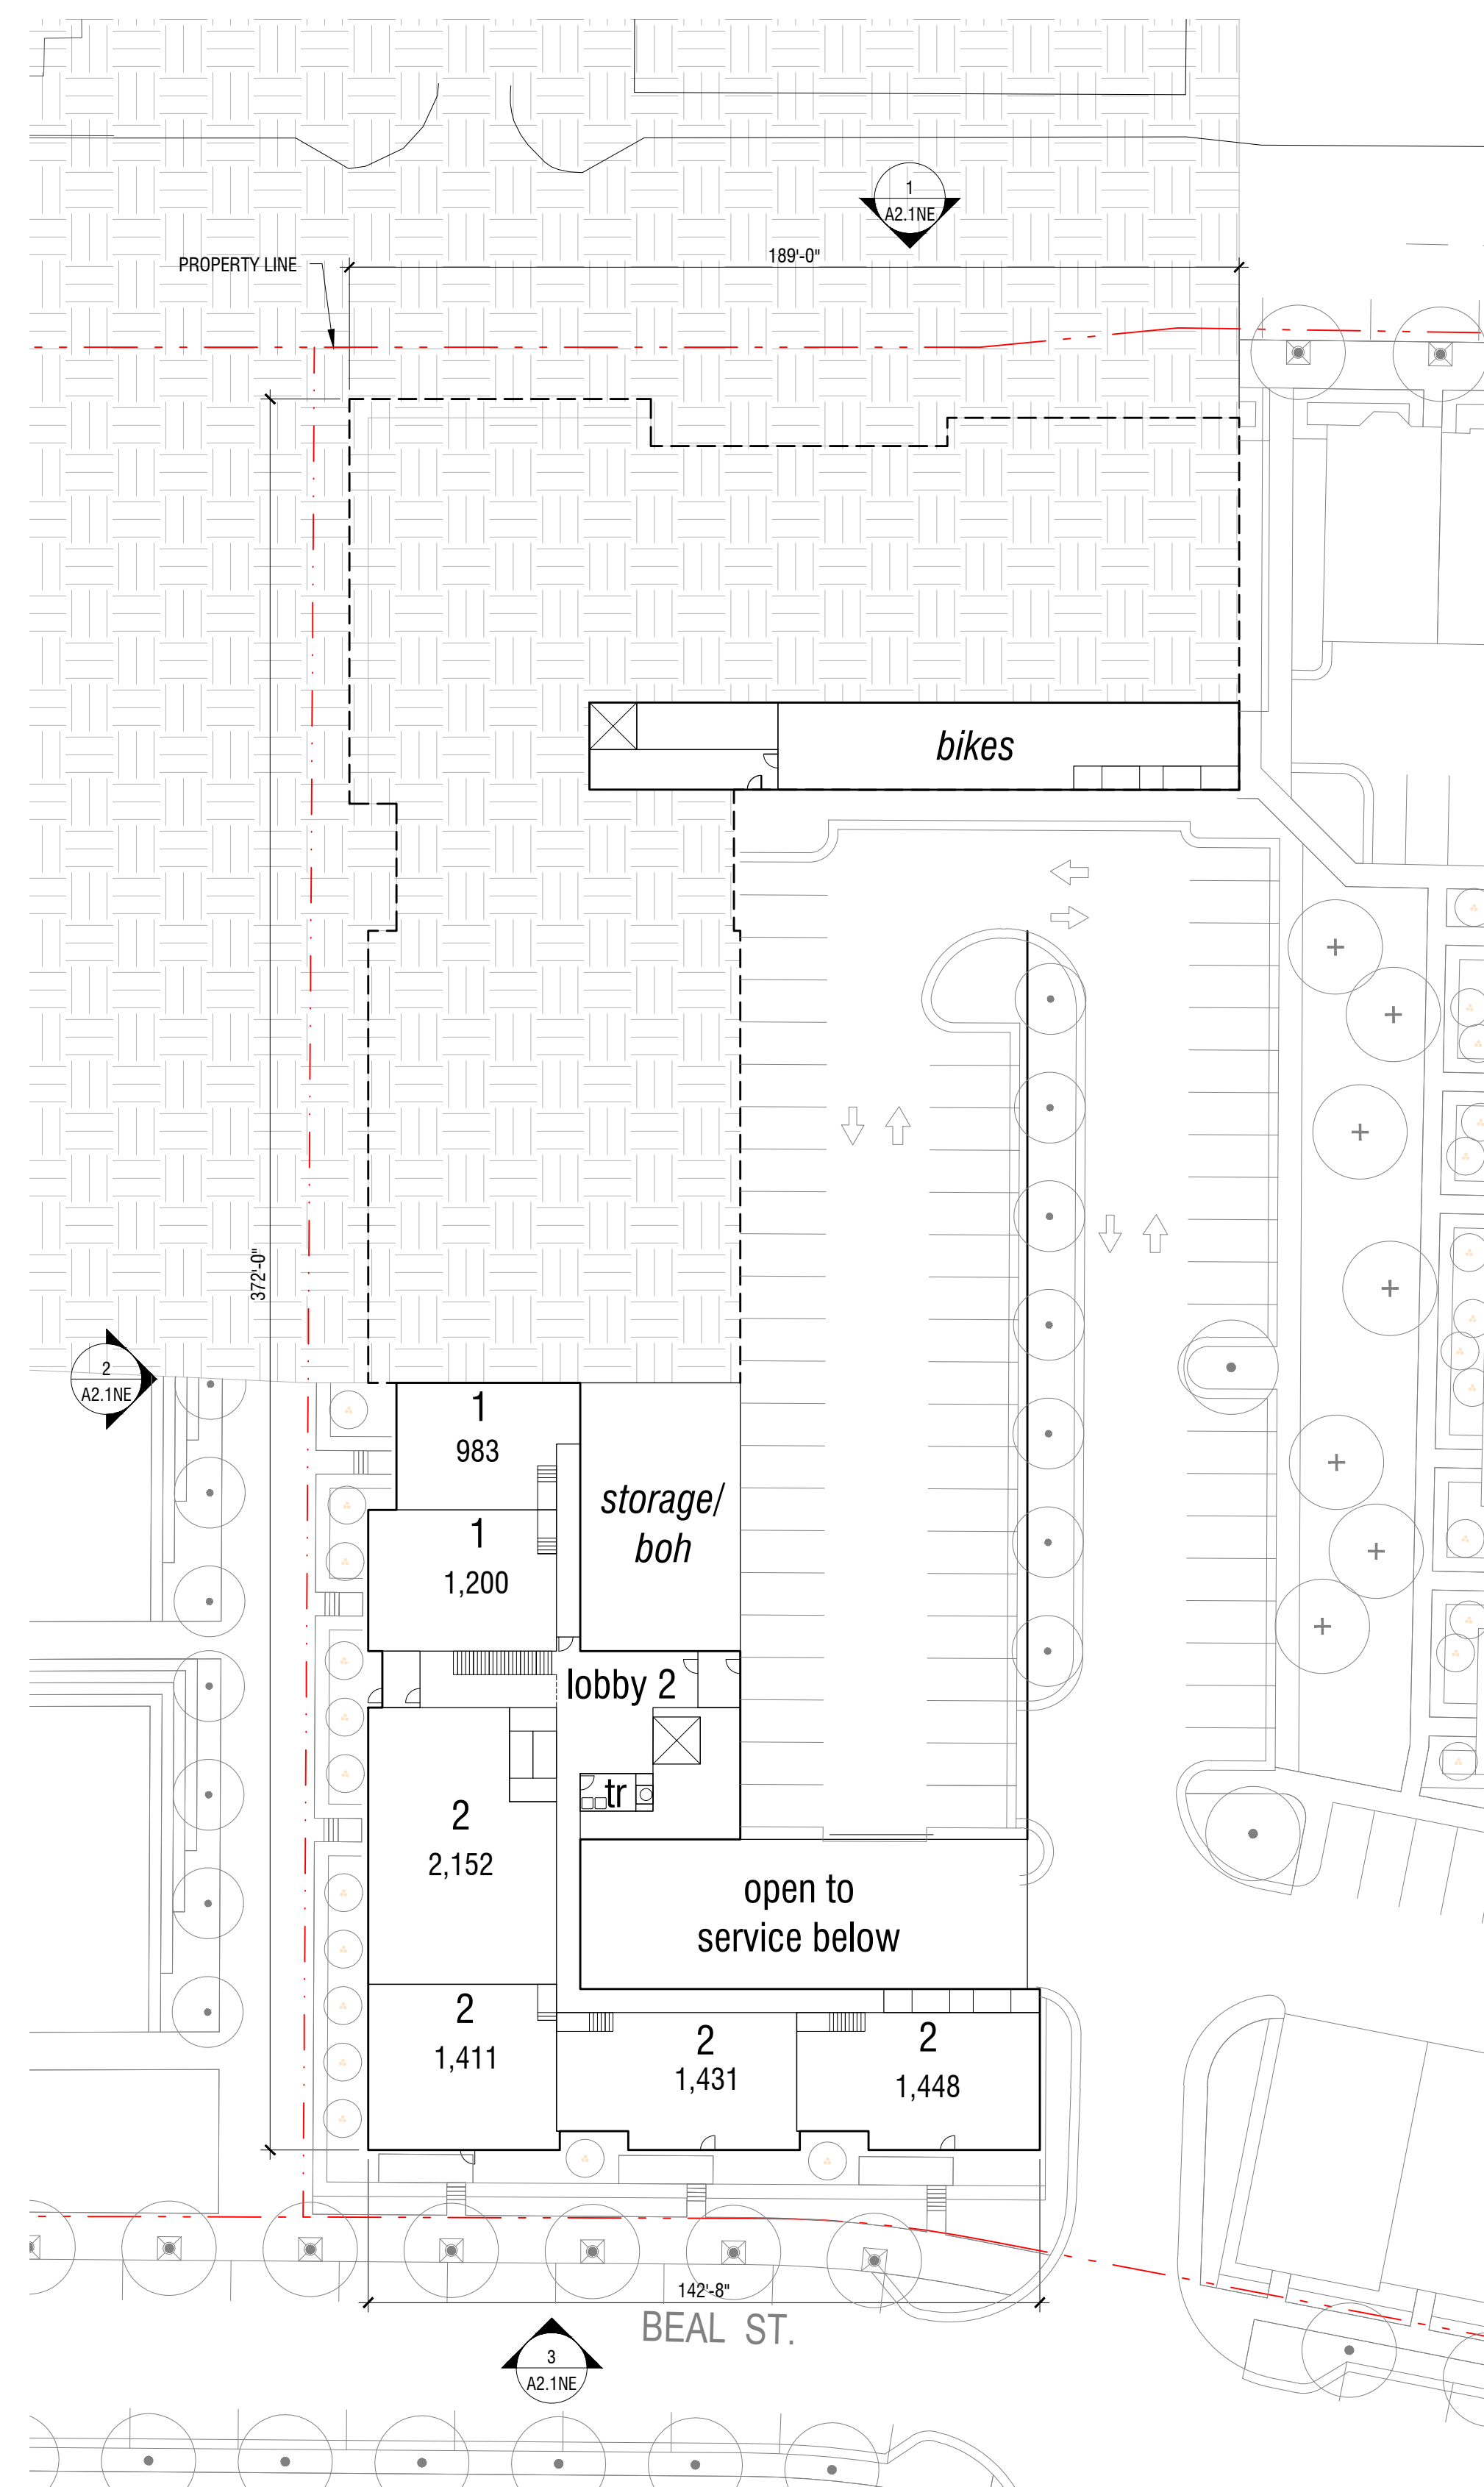 1
A2.1NE
189'-0"
PROPERTY LINE
bikes
372'-0"
2
A2.1NE
1
983
storage/
boh
1
1,200
lobby 2
tr
2
2,152
open to
service below
2
1,411
2
1,431
2
1,448
142'-8"
BEAL ST.
3
A2.1NE